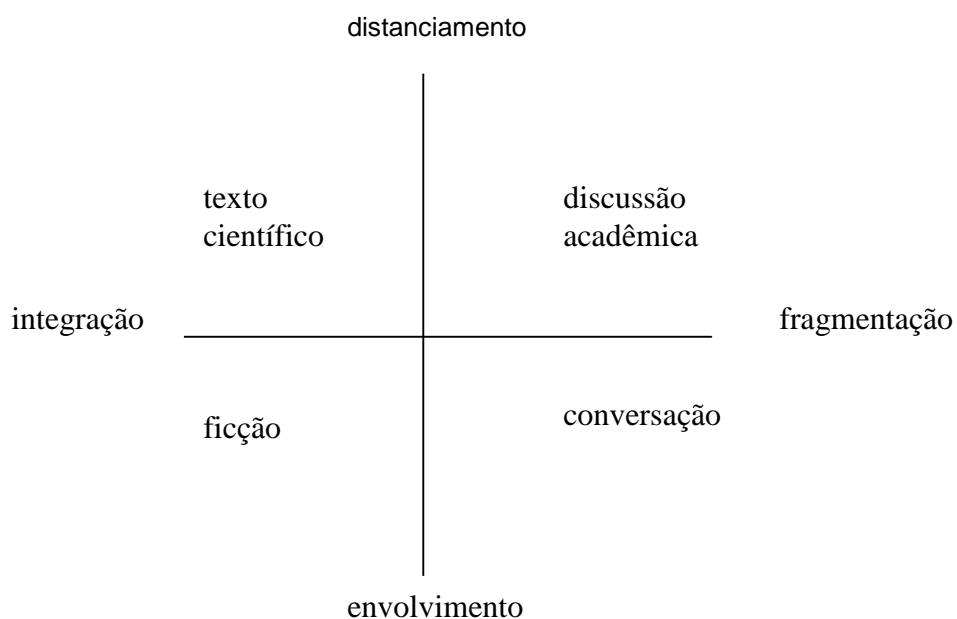 distanciamento
texto
científico
discussão
acadêmica
integração
fragmentação
ficção
conversação
envolvimento